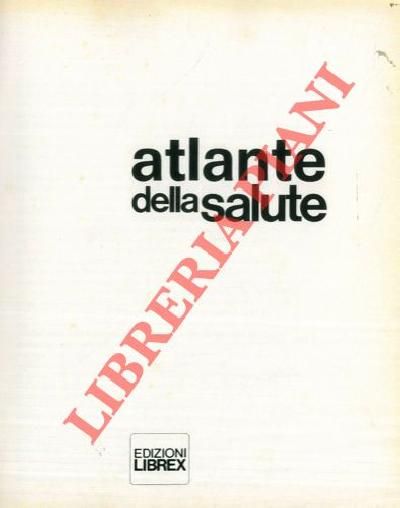 atlante
della salute
LIBRERIA PIANI
EDIZIONI
LIBREX